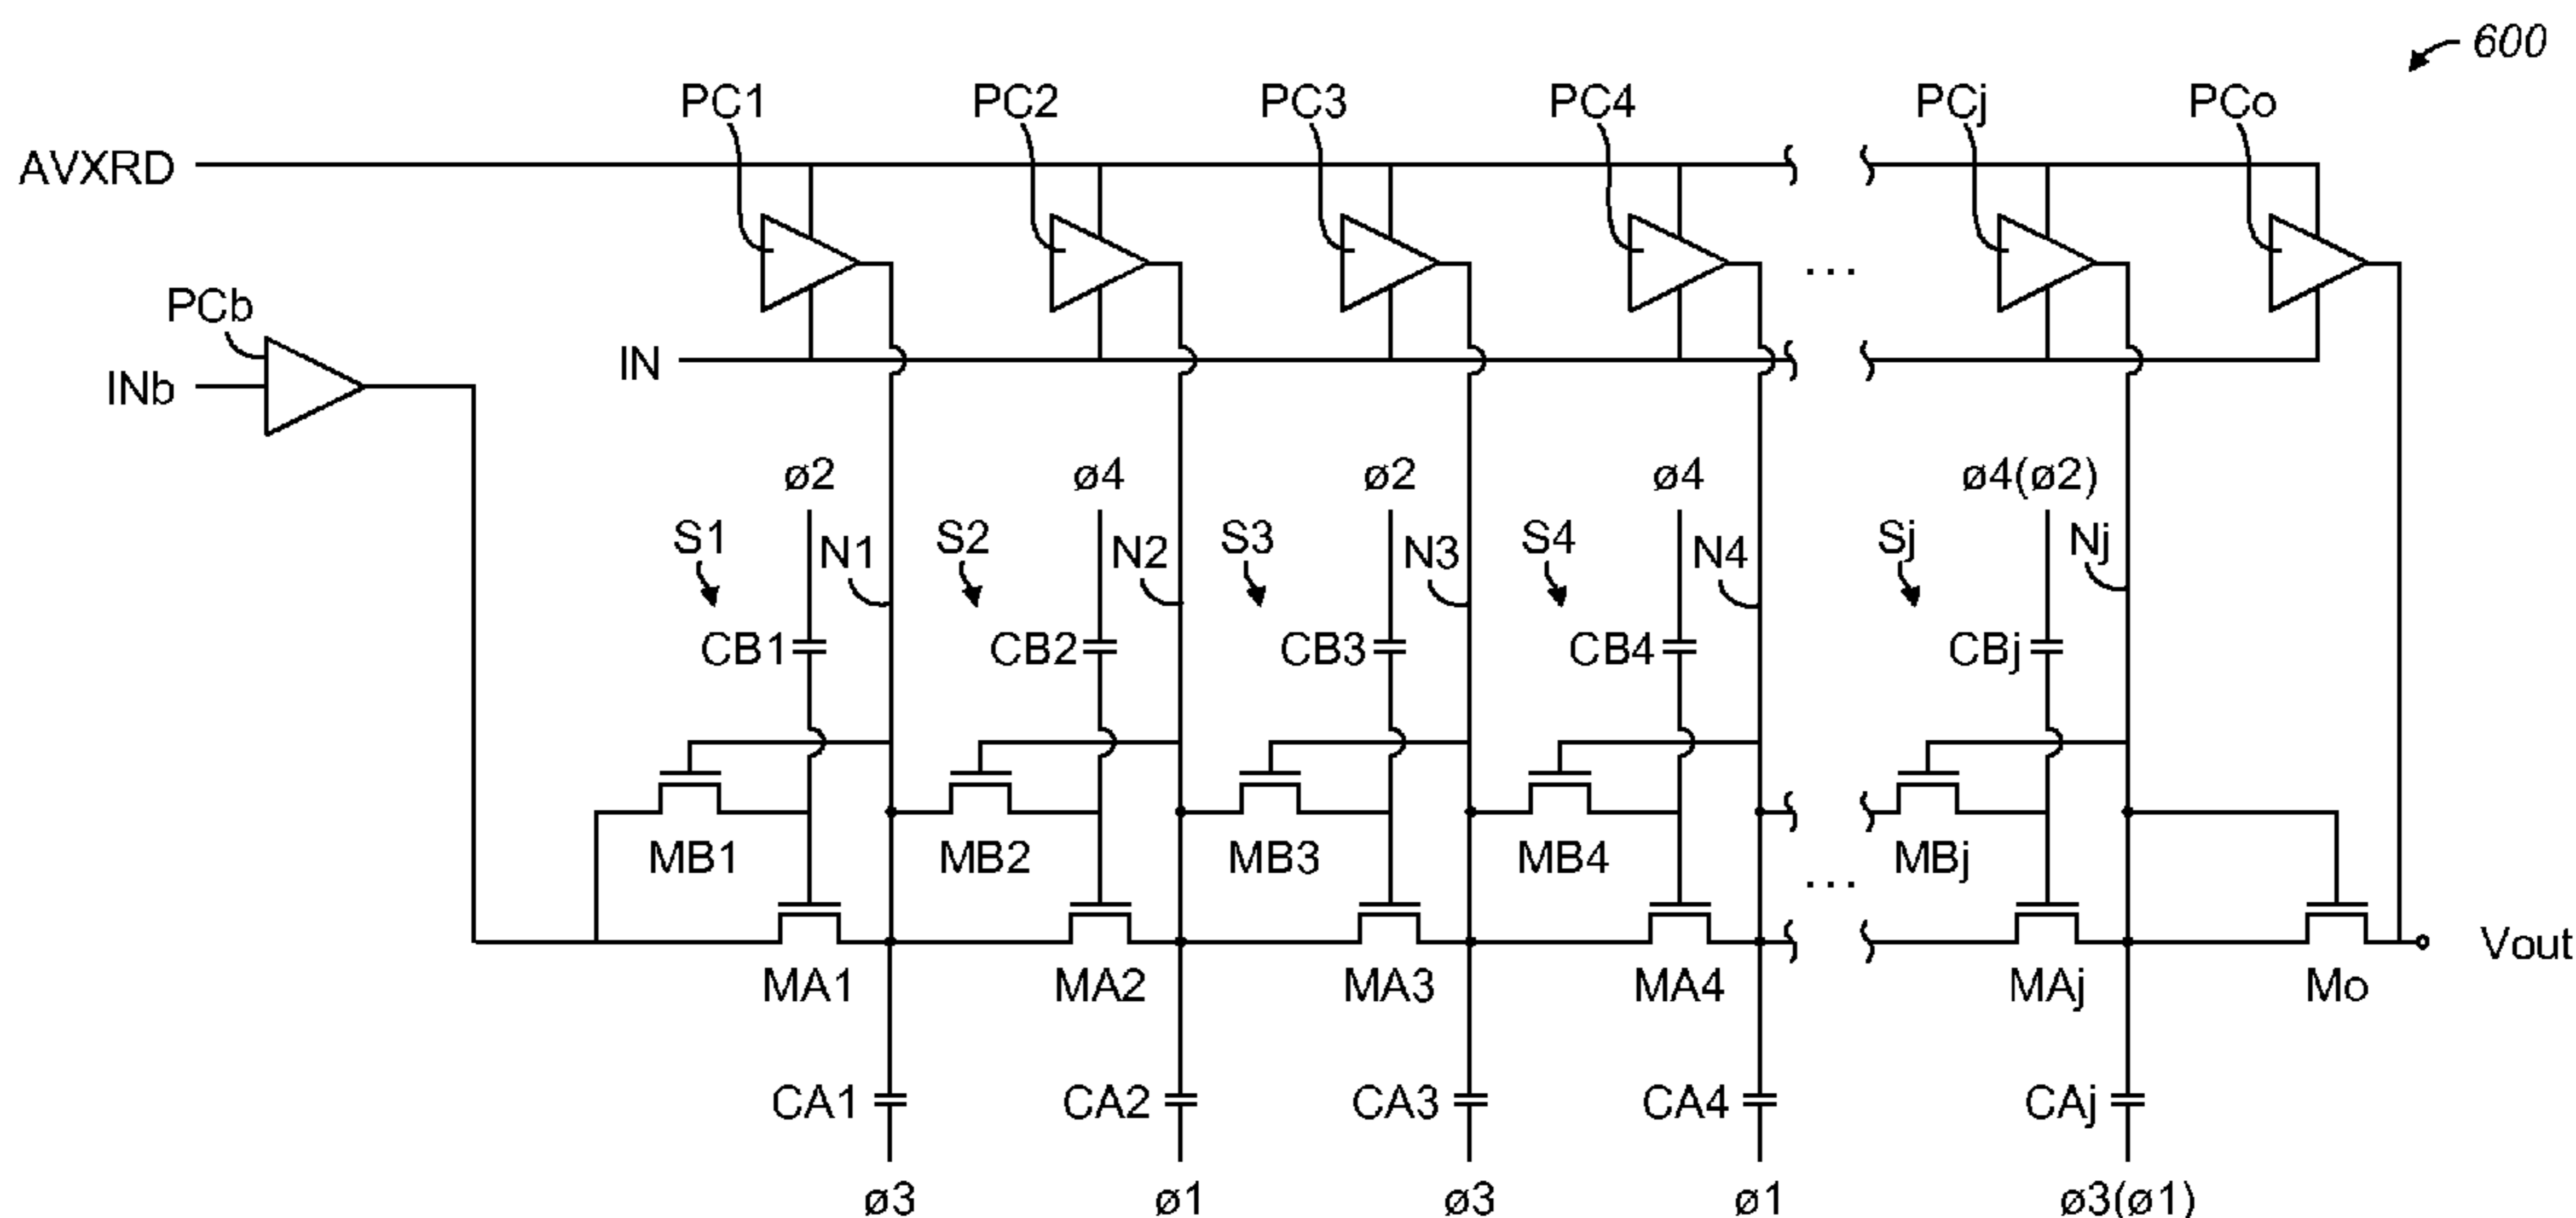 600
PC1 PC2 PC3 PC4 PCj PCo
AVXRD
PCb
INb
IN
... 
ø2 ø4 ø2 ø4 ø4(ø2)
S1 N1 S2 N2 S3 N3 S4 N4 Sj Nj
CB1 CB2 CB3 CB4 CBj
MB1 MB2 MB3 MB4 MBj
...
Vout
MA1 MA2 MA3 MA4 MAj Mo
CA1 CA2 CA3 CA4 CAj
ø3 ø1 ø3 ø1 ø3(ø1)